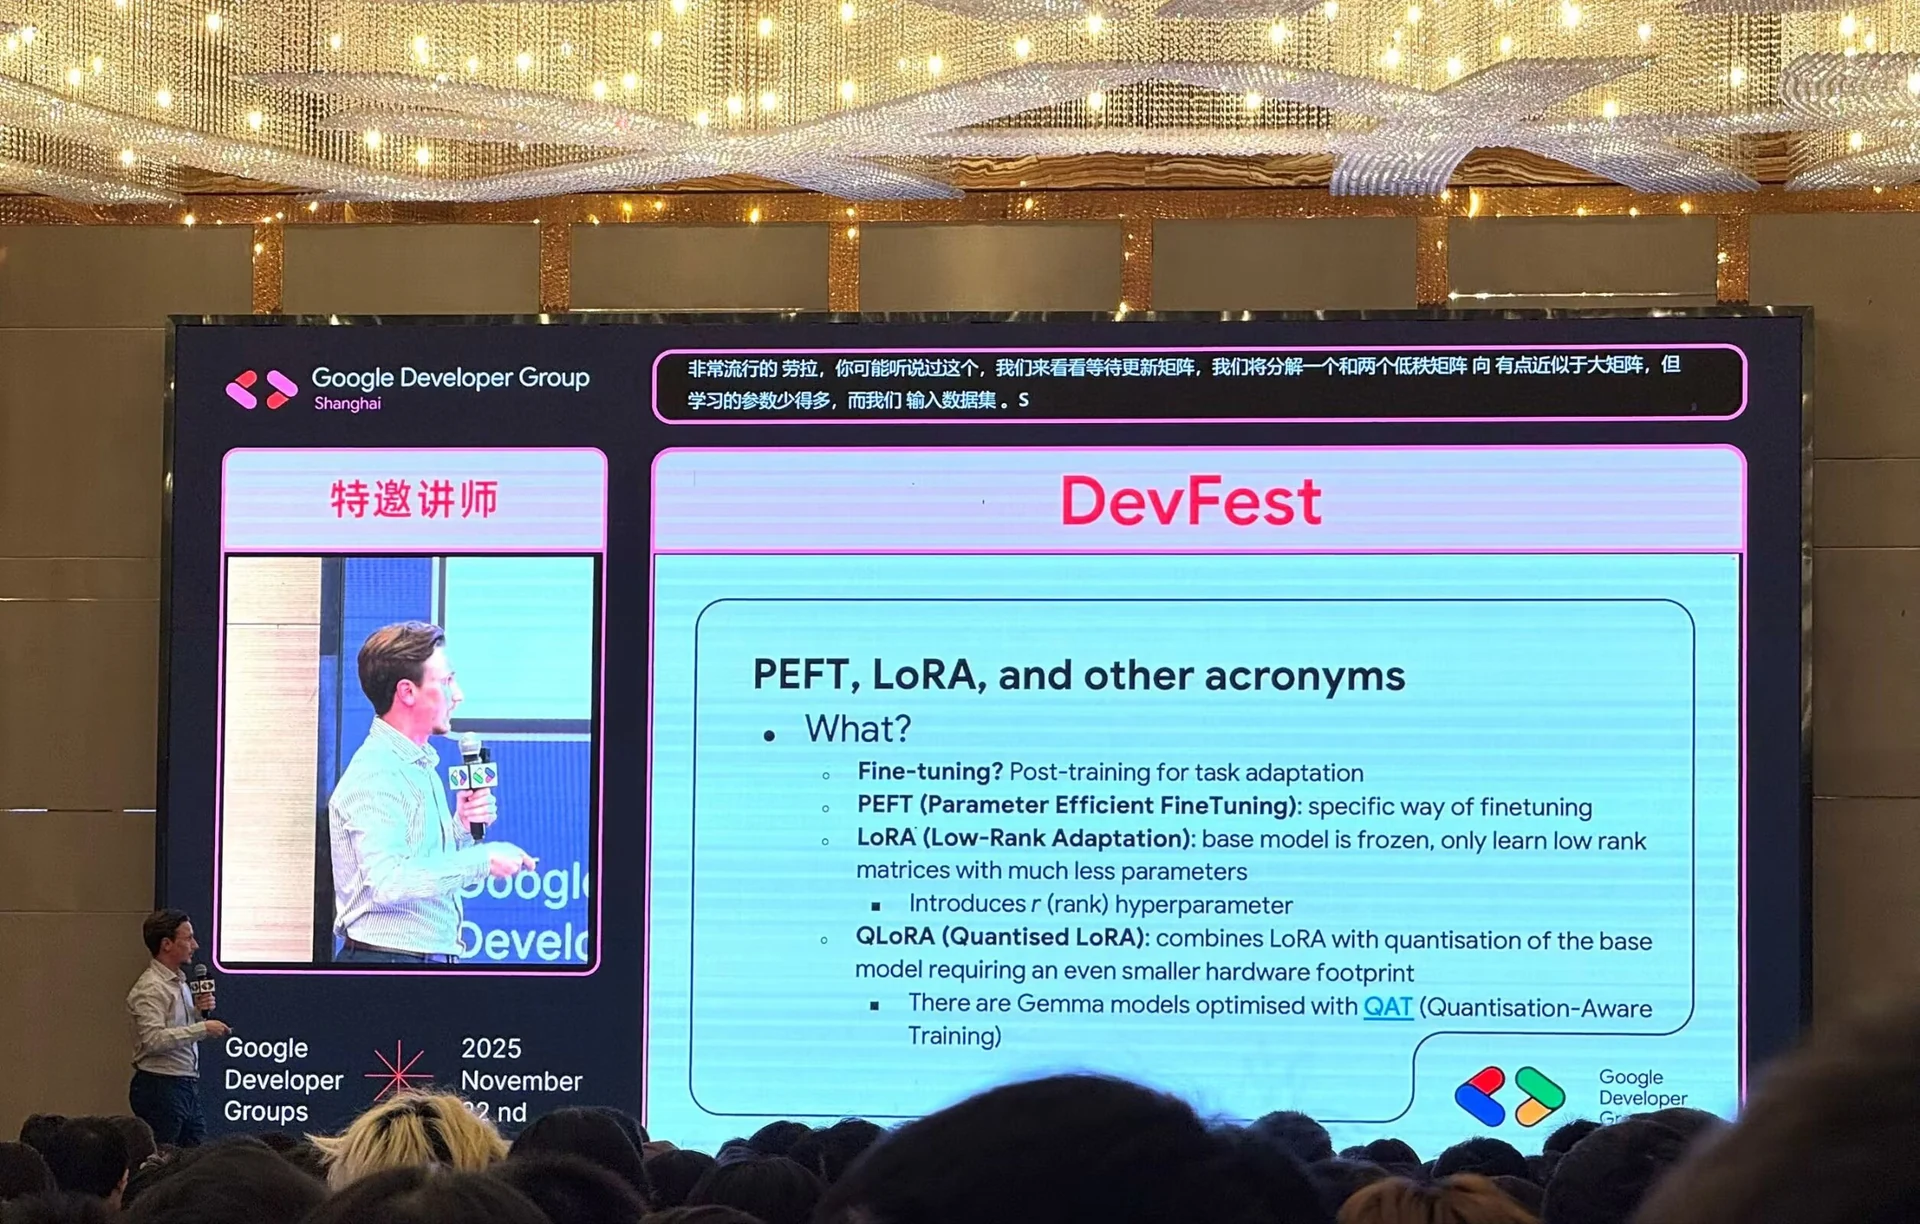 Google Developer Group
Shanghai
非常流行的 劳拉，你可能听说过这个，我们来看看等待更新矩阵，我们将分解一个和两个低秩矩阵 向 有点近似于大矩阵，但
学习的参数少得多，而我们 输入数据集 。S
特邀讲师
DevFest
PEFT, LoRA, and other acronyms
• What?
○ Fine-tuning? Post-training for task adaptation
○ PEFT (Parameter Efficient FineTuning): specific way of finetuning
○ LoRA (Low-Rank Adaptation): base model is frozen, only learn low rank
matrices with much less parameters
■ Introduces r (rank) hyperparameter
○ QLoRA (Quantised LoRA): combines LoRA with quantisation of the base
model requiring an even smaller hardware footprint
■ There are Gemma models optimised with QAT (Quantisation-Aware
Training)
Google
Develo
Google
Developer
Groups
2025
November
22 nd
Google
Developer